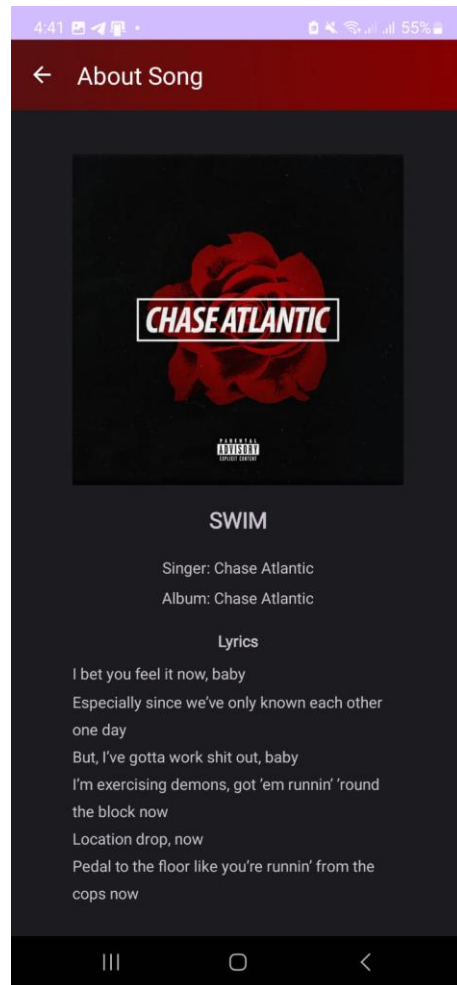 4:41
55%
About Song
CHASE ATLANTIC
PARENTAL
ADVISORY
EXPLICIT CONTENT
SWIM
Singer: Chase Atlantic
Album: Chase Atlantic
Lyrics
I bet you feel it now, baby
Especially since we’ve only known each other
one day
But, I’ve gotta work shit out, baby
I’m exercising demons, got ’em runnin’ ’round
the block now
Location drop, now
Pedal to the floor like you’re runnin’ from the
cops now